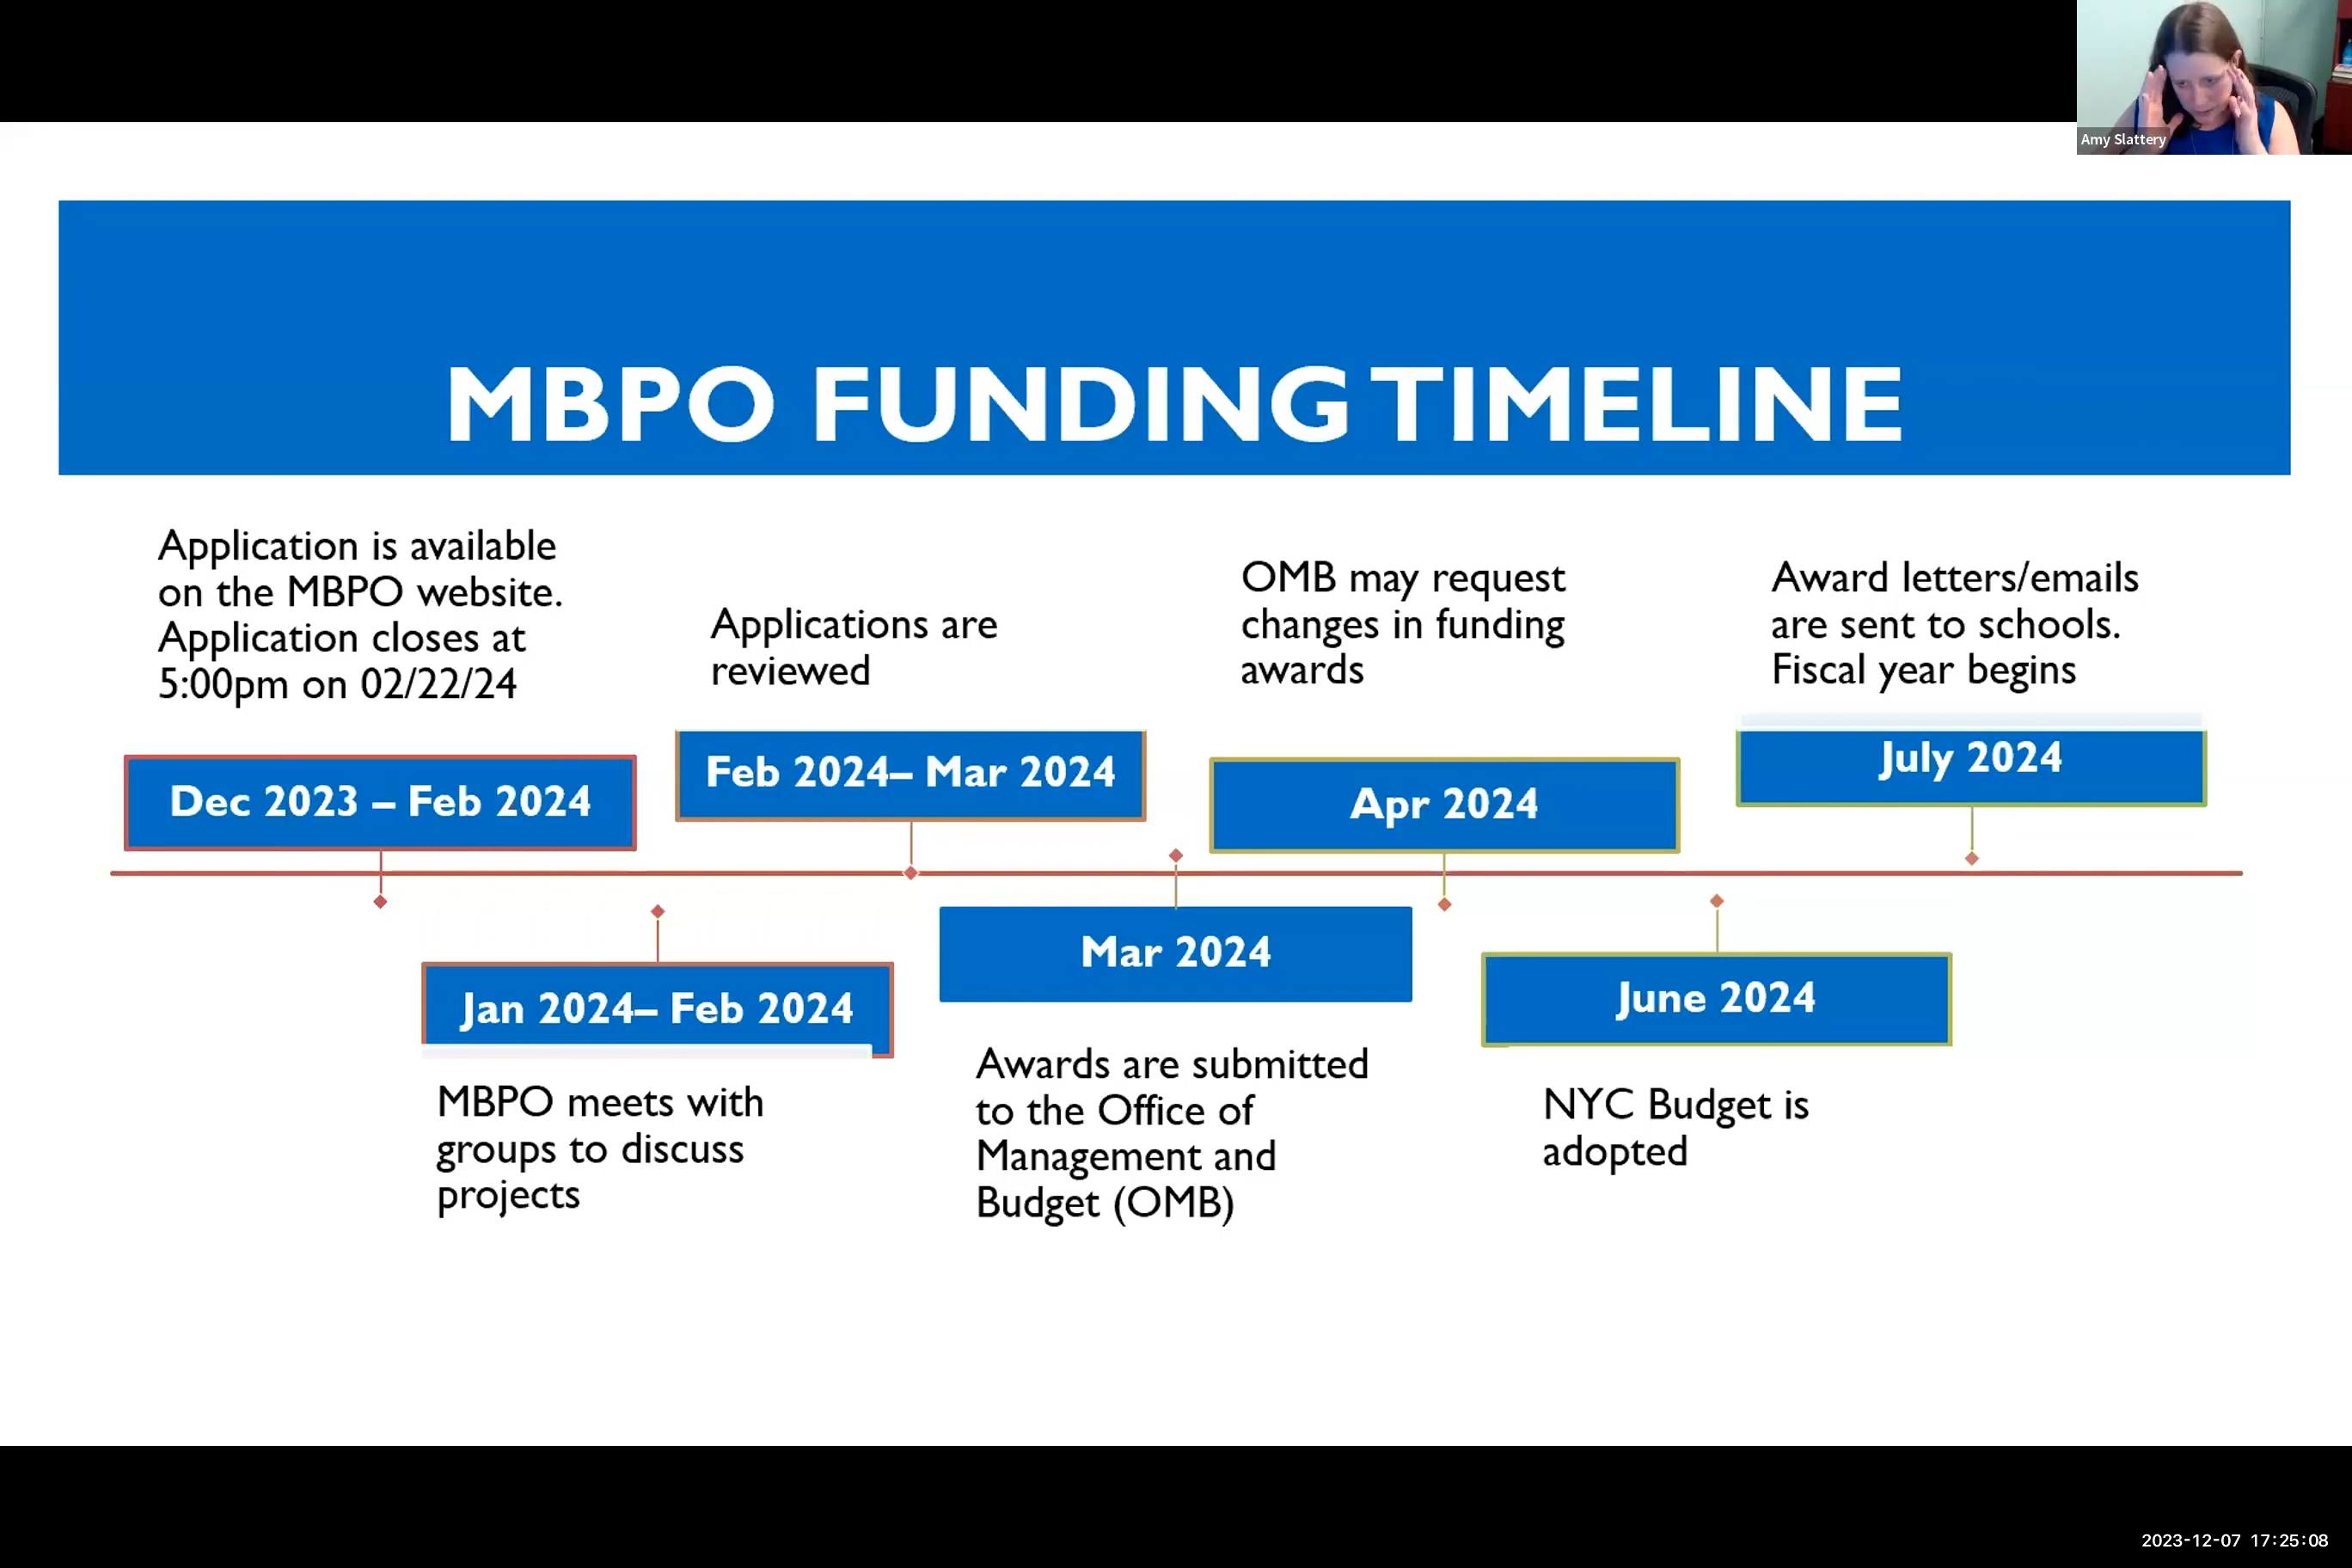 Amy Slattery
MBPO FUNDING TIMELINE
Application is available
on the MBPO website.
Application closes at
5:00pm on 02/22/24
Dec 2023 – Feb 2024
MBPO meets with
groups to discuss
projects
Jan 2024– Feb 2024
Applications are
reviewed
Feb 2024– Mar 2024
Mar 2024
Awards are submitted
to the Office of
Management and
Budget (OMB)
OMB may request
changes in funding
awards
Apr 2024
June 2024
NYC Budget is
adopted
Award letters/emails
are sent to schools.
Fiscal year begins
July 2024
2023-12-07 17:25:08